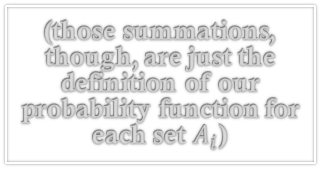 (those summations,
though, are just the
definition of our
probability function for
each set Aᵢ)